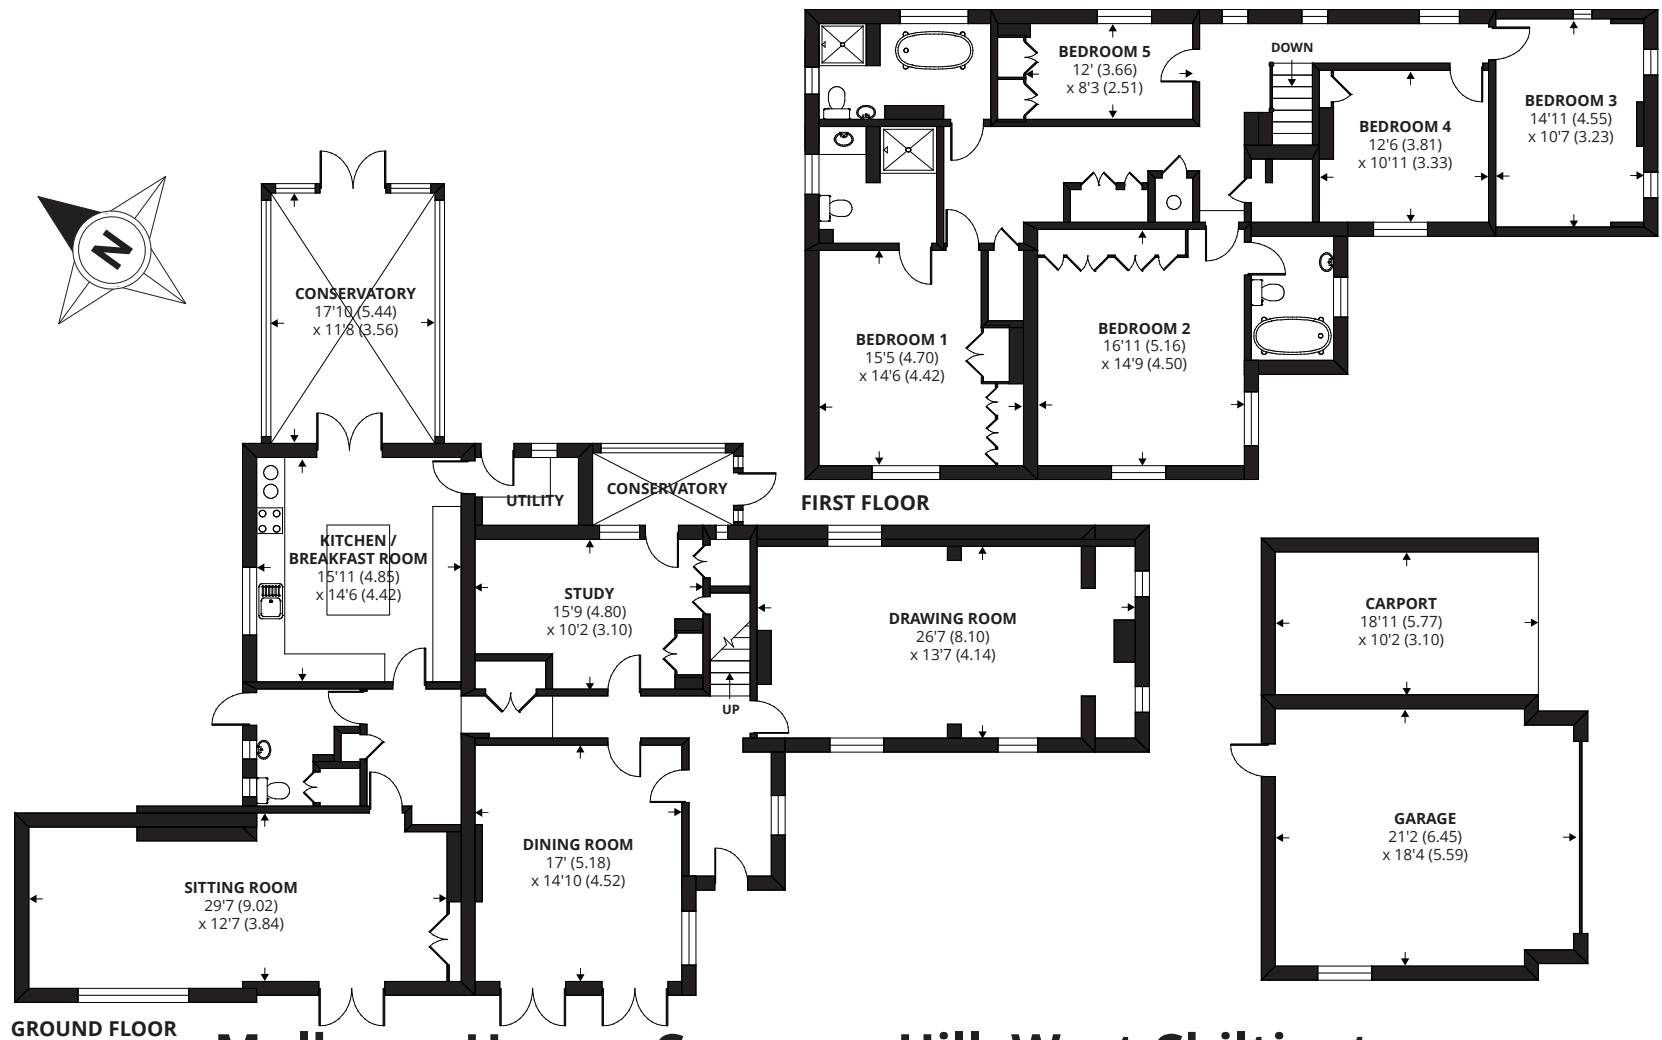 DOWN
BEDROOM 5
12' (3.66)
x 8'3 (2.51)
BEDROOM 3
14'11 (4.55)
x 10'7 (3.23)
BEDROOM 4
12'6 (3.81)
x 10'11 (3.33)
BEDROOM 1
15'5 (4.70)
x 14'6 (4.42)
BEDROOM 2
16'11 (5.16)
x 14'9 (4.50)
FIRST FLOOR
N
CONSERVATORY
17'10 (5.44)
x 11'8 (3.56)
UTILITY
CONSERVATORY
KITCHEN /
BREAKFAST ROOM
15'11 (4.85)
x 14'6 (4.42)
STUDY
15'9 (4.80)
x 10'2 (3.10)
UP
DRAWING ROOM
26'7 (8.10)
x 13'7 (4.14)
DINING ROOM
17' (5.18)
x 14'10 (4.52)
SITTING ROOM
29'7 (9.02)
x 12'7 (3.84)
GROUND FLOOR
CARPORT
18'11 (5.77)
x 10'2 (3.10)
GARAGE
21'2 (6.45)
x 18'4 (5.59)
Hill, West Chiltington